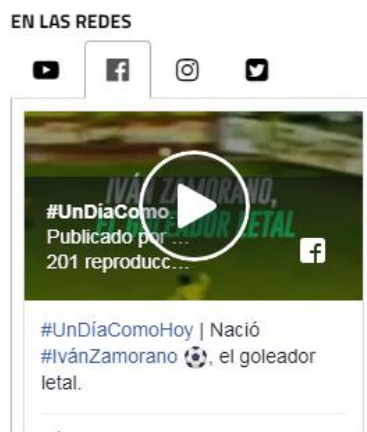 EN LAS REDES
IVÁN ZAMORANO,
EL GOLEADOR LETAL
#UnDíaComo...
Publicado por ...
201 reproducc...
#UnDíaComoHoy | Nació
#IvánZamorano ⚽, el goleador
letal.